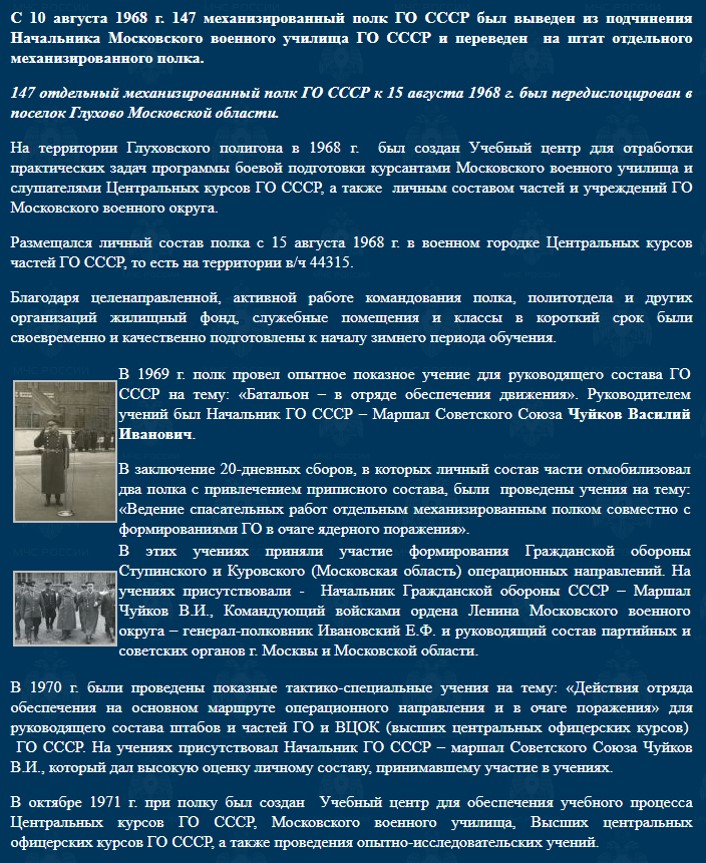 С 10 августа 1968 г. 147 механизированный полк ГО СССР был выведен из подчинения
Начальника Московского военного училища ГО СССР и переведен на штат отдельного
механизированного полка.
147 отдельный механизированный полк ГО СССР к 15 августа 1968 г. был передислоцирован в
поселок Глухово Московской области.
На территории Глуховского полигона в 1968 г. был создан Учебный центр для отработки
практических задач программы боевой подготовки курсантами Московского военного училища и
слушателями Центральных курсов ГО СССР, а также личным составом частей и учреждений ГО
Московского военного округа.
Размещался личный состав полка с 15 августа 1968 г. в военном городке Центральных курсов
частей ГО СССР, то есть на территории в/ч 44315.
Благодаря целенаправленной, активной работе командования полка, политотдела и других
организаций жилищный фонд, служебные помещения и классы в короткий срок были
своевременно и качественно подготовлены к началу зимнего периода обучения.
В 1969 г. полк провел опытное показное учение для руководящего состава ГО
СССР на тему: «Батальон – в отряде обеспечения движения». Руководителем
учений был Начальник ГО СССР – Маршал Советского Союза Чуйков Василий
Иванович.
В заключение 20-дневных сборов, в которых личный состав части отмобилизовал
два полка с привлечением приписного состава, были проведены учения на тему:
«Ведение спасательных работ отдельным механизированным полком совместно с
формированиями ГО в очаге ядерного поражения».
В этих учениях приняли участие формирования Гражданской обороны
Ступинского и Куровского (Московская область) операционных направлений. На
учениях присутствовали - Начальник Гражданской обороны СССР – Маршал
Чуйков В.И., Командующий войсками ордена Ленина Московского военного
округа – генерал-полковник Ивановский Е.Ф. и руководящий состав партийных и
советских органов г. Москвы и Московской области.
В 1970 г. были проведены показные тактико-специальные учения на тему: «Действия отряда
обеспечения на основном маршруте операционного направления и в очаге поражения» для
руководящего состава штабов и частей ГО и ВЦОК (высших центральных офицерских курсов)
ГО СССР. На учениях присутствовал Начальник ГО СССР – маршал Советского Союза Чуйков
В.И., который дал высокую оценку личному составу, принимавшему участие в учениях.
В октябре 1971 г. при полку был создан Учебный центр для обеспечения учебного процесса
Центральных курсов ГО СССР, Московского военного училища, Высших центральных
офицерских курсов ГО СССР, а также проведения опытно-исследовательских учений.